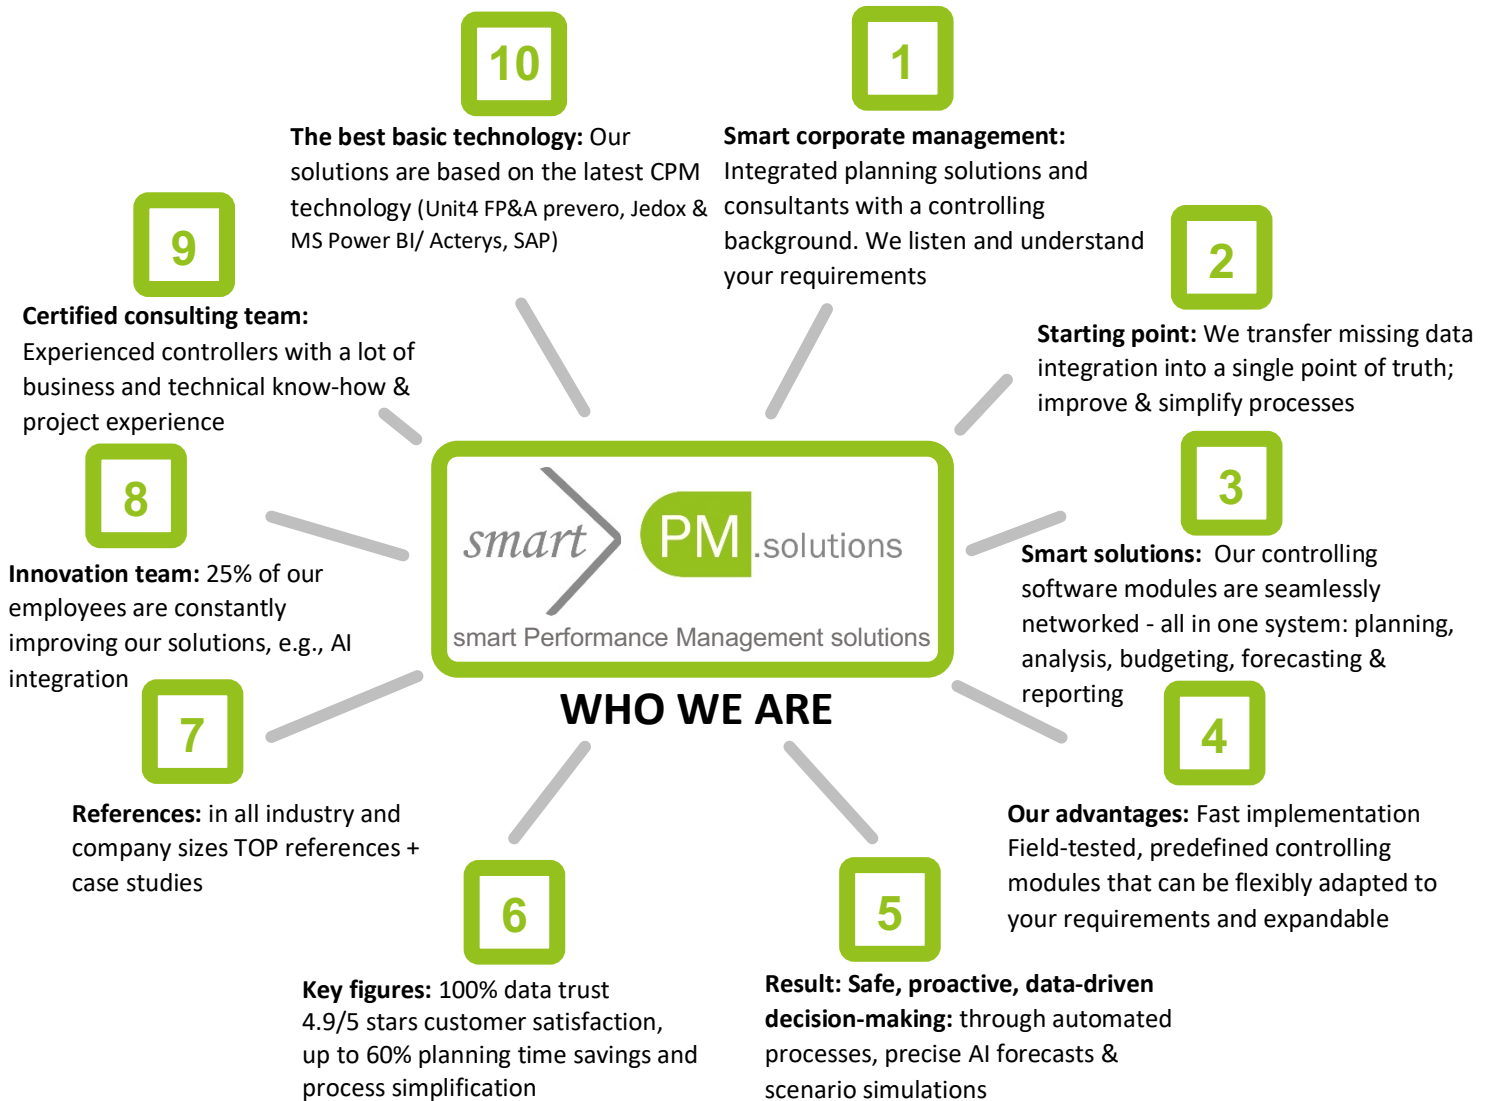 10
The best basic technology: Our
solutions are based on the latest CPM
technology (Unit4 FP&A prevero, Jedox &
MS Power BI/ Acterys, SAP)
1
Smart corporate management:
Integrated planning solutions and
consultants with a controlling
background. We listen and understand
your requirements
2
Starting point: We transfer missing data
integration into a single point of truth;
improve & simplify processes
3
Smart solutions:  Our controlling
software modules are seamlessly
networked - all in one system: planning,
analysis, budgeting, forecasting &
reporting
4
Our advantages: Fast implementation
Field-tested, predefined controlling
modules that can be flexibly adapted to
your requirements and expandable
5
Result: Safe, proactive, data-driven
decision-making: through automated
processes, precise AI forecasts &
scenario simulations
6
Key figures: 100% data trust
4.9/5 stars customer satisfaction,
up to 60% planning time savings and
process simplification
7
References: in all industry and
company sizes TOP references +
case studies
8
Innovation team: 25% of our
employees are constantly
improving our solutions, e.g., AI
integration
9
Certified consulting team:
Experienced controllers with a lot of
business and technical know-how &
project experience
smart PM.solutions
smart Performance Management solutions
WHO WE ARE